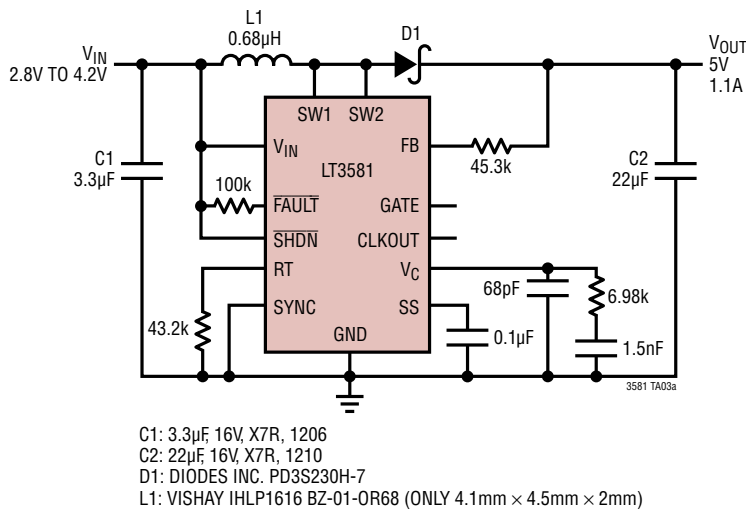 L1
0.68µH
D1
VIN
2.8V TO 4.2V
VOUT
5V
1.1A
SW1 SW2
VIN
FB
45.3k
LT3581
C1
3.3µF
C2
22µF
100k
FAULT
GATE
SHDN
CLKOUT
RT
VC
68pF
6.98k
SYNC
SS
43.2k
0.1µF
1.5nF
GND
3581 TA03a
C1: 3.3µF, 16V, X7R, 1206
C2: 22µF, 16V, X7R, 1210
D1: DIODES INC. PD3S230H-7
L1: VISHAY IHLP1616 BZ-01-OR68 (ONLY 4.1mm × 4.5mm × 2mm)